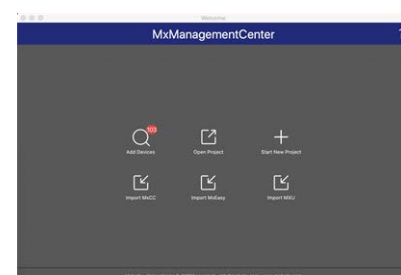 Welcome
MxManagementCenter
103
Add Devices
Open Project
Start New Project
Import MxCC
Import MxEasy
Import MXU